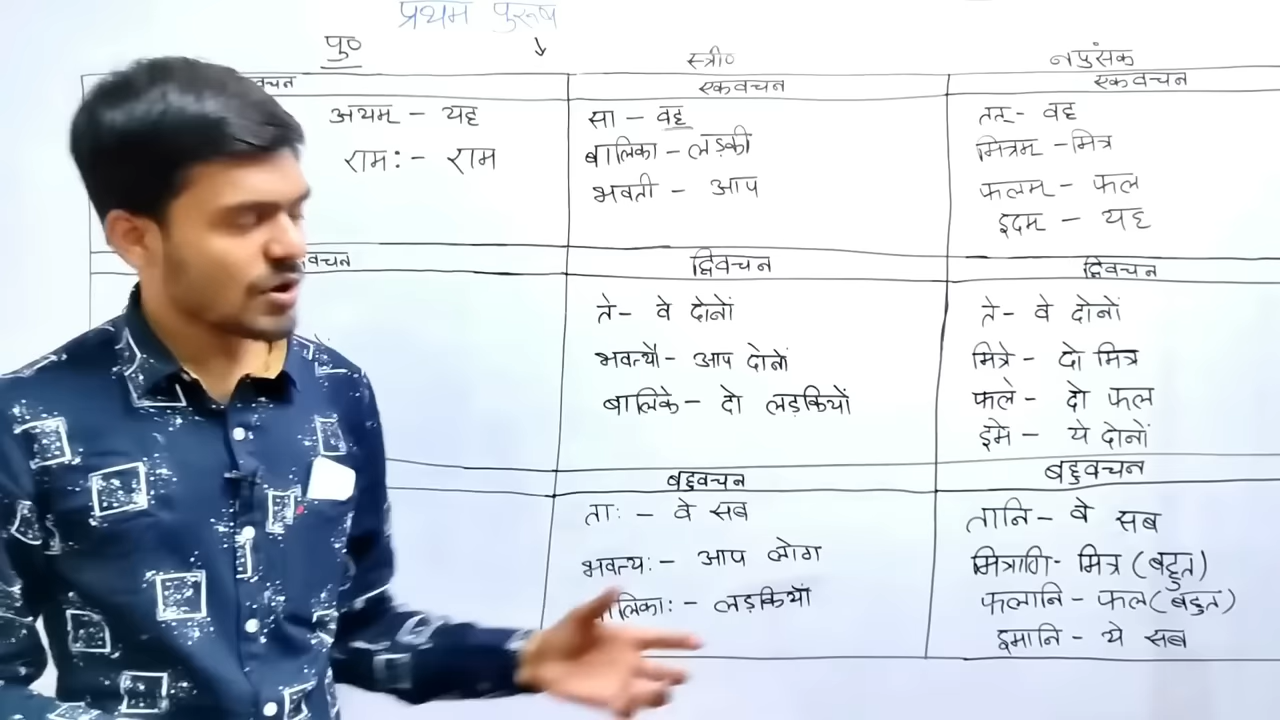 प्रथम पुरूष
पु०
स्त्री०
नपुंसक
वचन
एकवचन
एकवचन
अयम् - यह
राम: - राम
सा - वह
बालिका - लड़की
भवती - आप
तत् - वह
मित्रम् - मित्र
फलम् - फल
इदम् - यह
वचन
द्विवचन
द्विवचन
ते - वे दोनों
भवत्यौ - आप दोनों
बालिके - दो लड़कियों
ते - वे दोनों
मित्रे - दो मित्र
फले - दो फल
इमे - ये दोनों
बहुवचन
बहुवचन
ताः - वे सब
भवत्यः - आप लोग
लिकाः - लड़कियाँ
तानि - वे सब
मित्राणि - मित्र (बहुत)
फलानि - फल (बहुत)
इमानि - ये सब